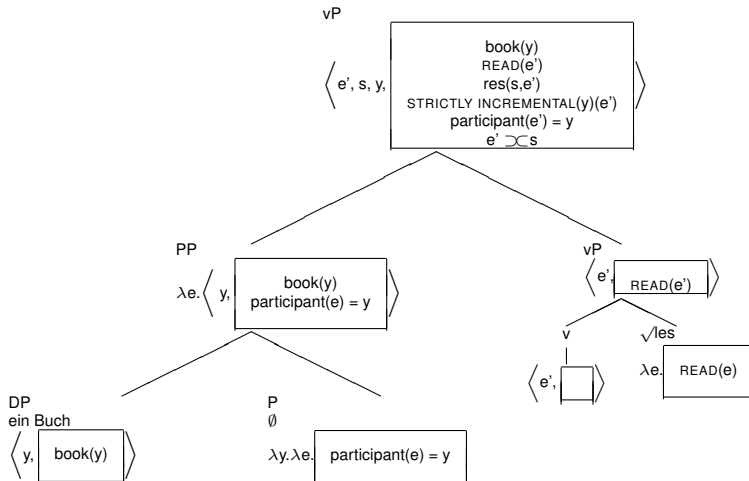 vP
⟨ e’, s, y,
book(y)
READ(e’)
res(s,e’)
STRICTLY INCREMENTAL(y)(e’)
participant(e’) = y
e’ ⊃⊂ s
⟩
PP
λe. ⟨ y,
book(y)
participant(e) = y
⟩
vP
⟨ e’, READ(e’) ⟩
v
⟨ e’, ⟩
√les
λe. READ(e)
DP
ein Buch
⟨ y, book(y) ⟩
P
∅
λy.λe. participant(e) = y